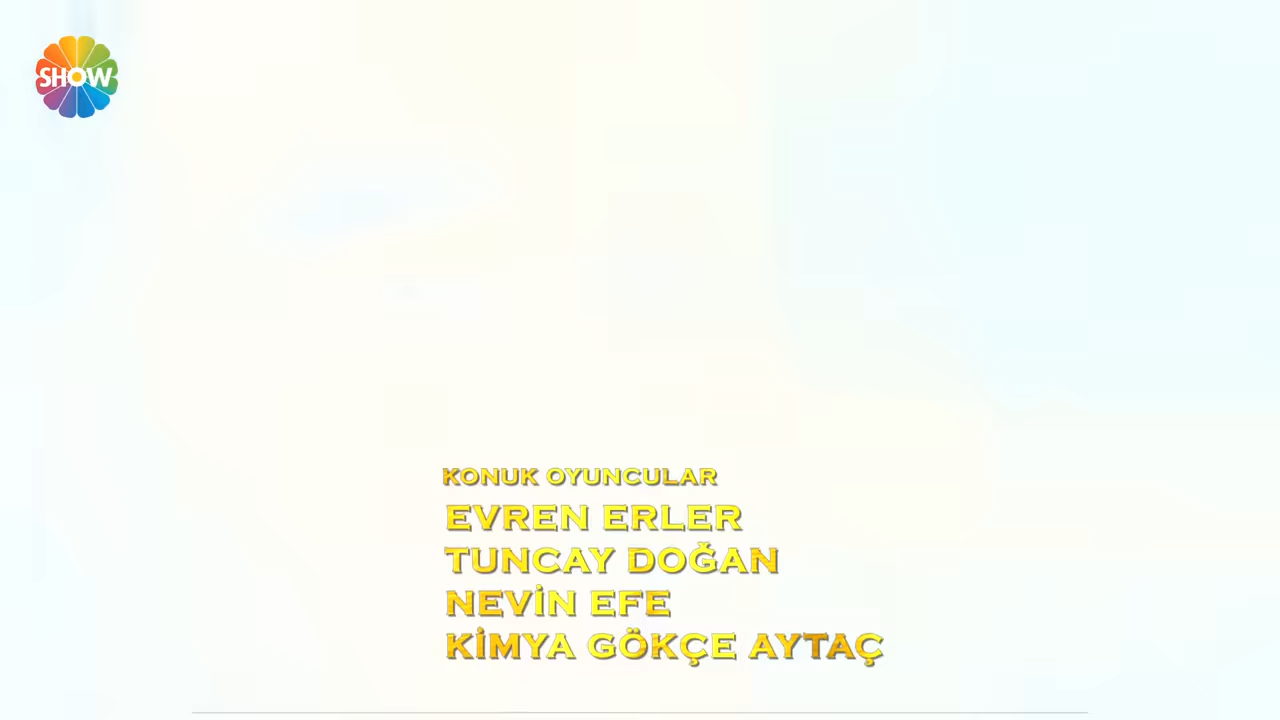 SHOW
KONUK OYUNCULAR
EVREN ERLER
TUNCAY DOĞAN
NEVİN EFE
KİMYA GÖKÇE AYTAÇ